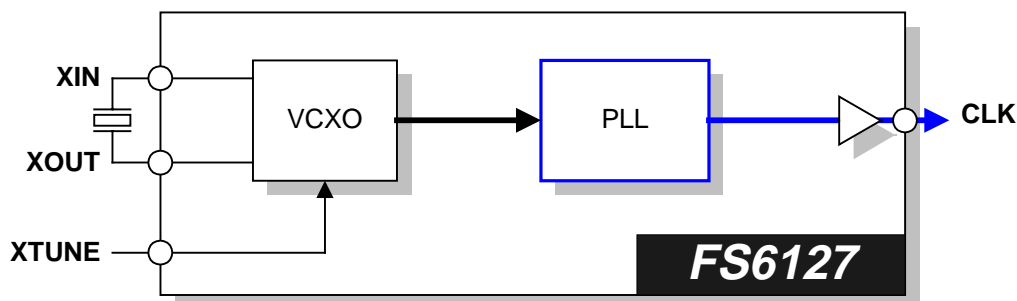 XIN
VCXO
PLL
CLK
XOUT
XTUNE
FS6127